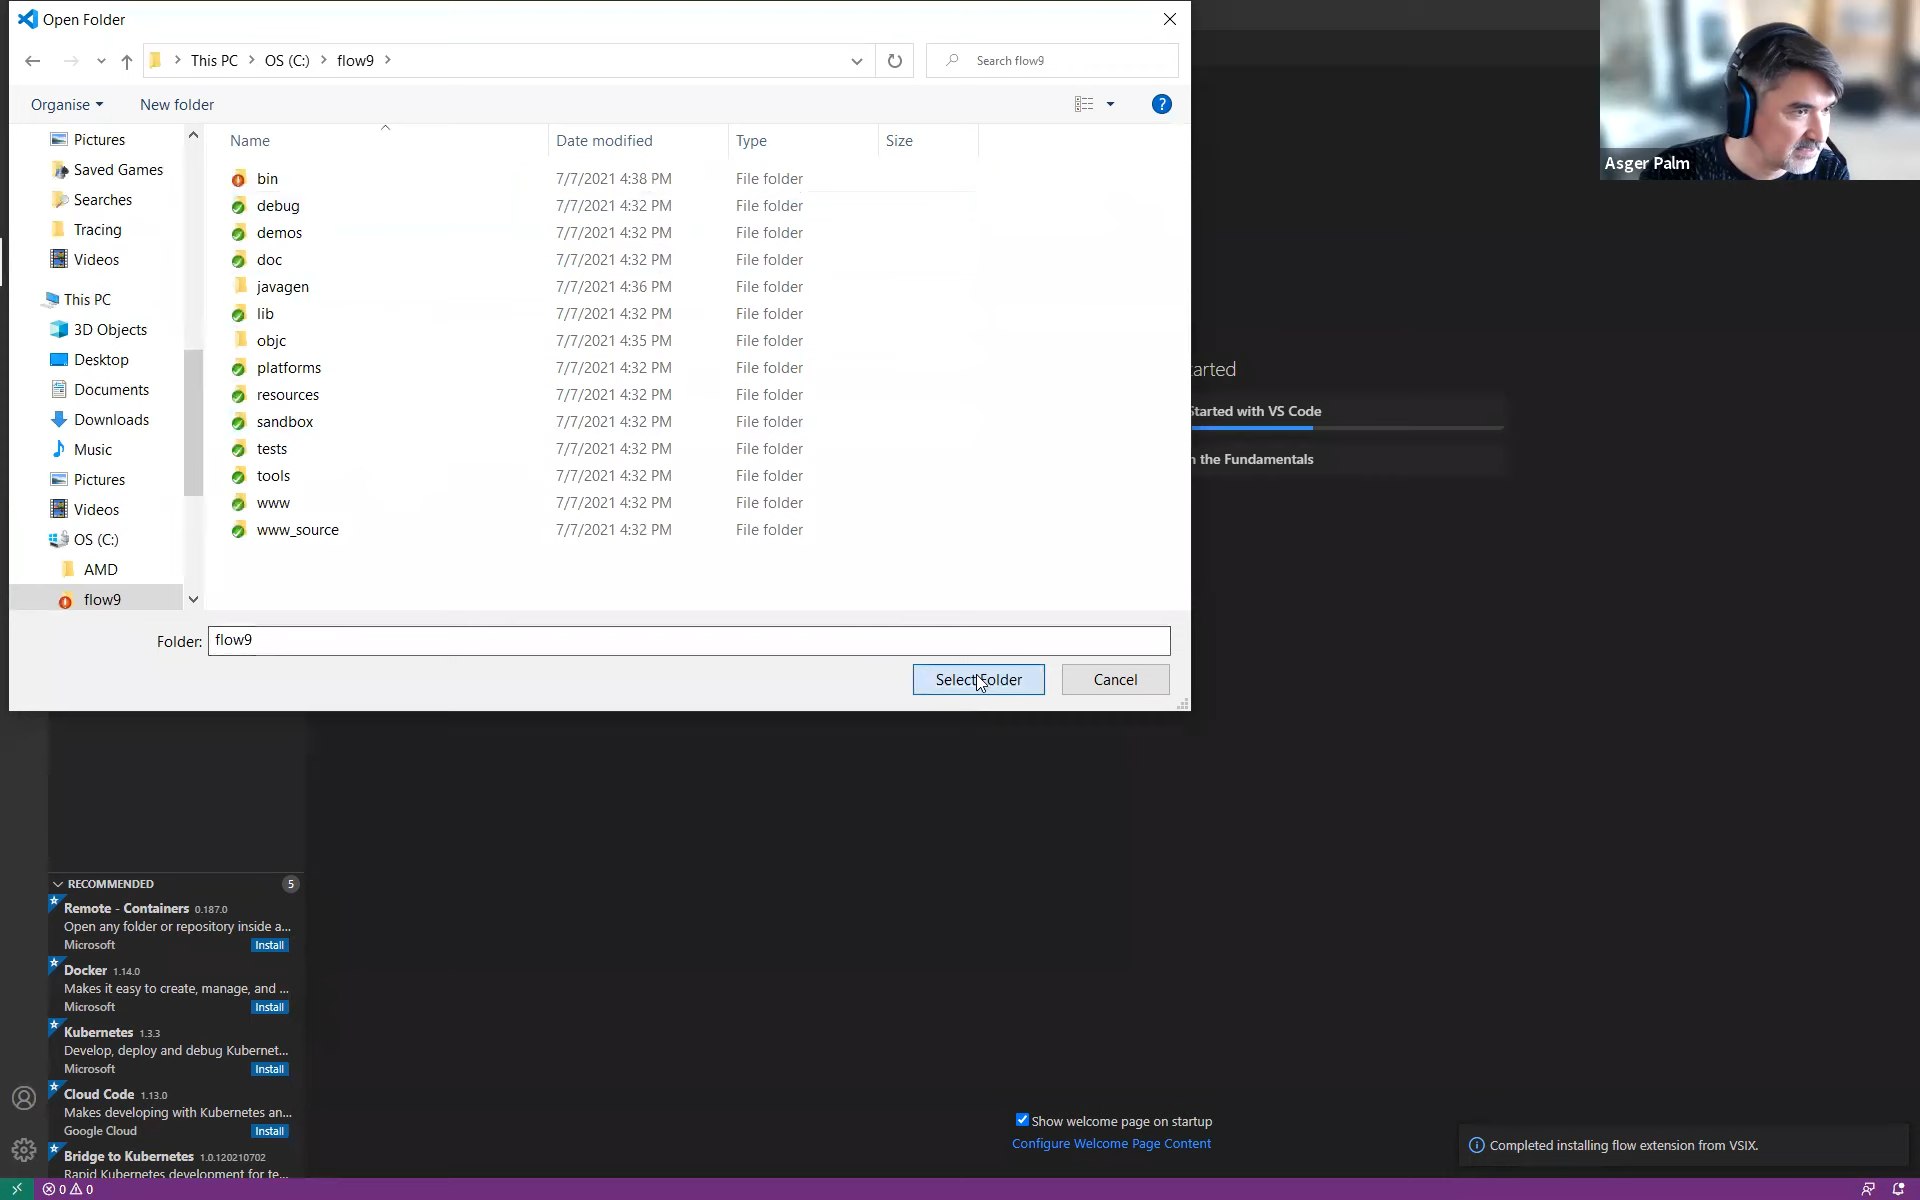 Open Folder
This PC
OS (C:)
flow9
Search flow9
Organise
New folder
Pictures
Saved Games
Searches
Tracing
Videos
This PC
3D Objects
Desktop
Documents
Downloads
Music
Pictures
Videos
OS (C:)
AMD
flow9
Name Date modified Type Size
bin 7/7/2021 4:38 PM File folder
debug 7/7/2021 4:32 PM File folder
demos 7/7/2021 4:32 PM File folder
doc 7/7/2021 4:32 PM File folder
javagen 7/7/2021 4:36 PM File folder
lib 7/7/2021 4:32 PM File folder
objc 7/7/2021 4:35 PM File folder
platforms 7/7/2021 4:32 PM File folder
resources 7/7/2021 4:32 PM File folder
sandbox 7/7/2021 4:32 PM File folder
tests 7/7/2021 4:32 PM File folder
tools 7/7/2021 4:32 PM File folder
www 7/7/2021 4:32 PM File folder
www_source 7/7/2021 4:32 PM File folder
Folder: flow9
Select Folder
Cancel
Asger Palm
arted
Started with VS Code
n the Fundamentals
RECOMMENDED 5
Remote - Containers 0.187.0
Open any folder or repository inside a...
Microsoft Install
Docker 1.14.0
Makes it easy to create, manage, and ...
Microsoft Install
Kubernetes 1.3.3
Develop, deploy and debug Kubernet...
Microsoft Install
Cloud Code 1.13.0
Makes developing with Kubernetes an...
Google Cloud Install
Bridge to Kubernetes 1.0.120210702
Rapid Kubernetes development for te...
Show welcome page on startup
Configure Welcome Page Content
Completed installing flow extension from VSIX.
0 0